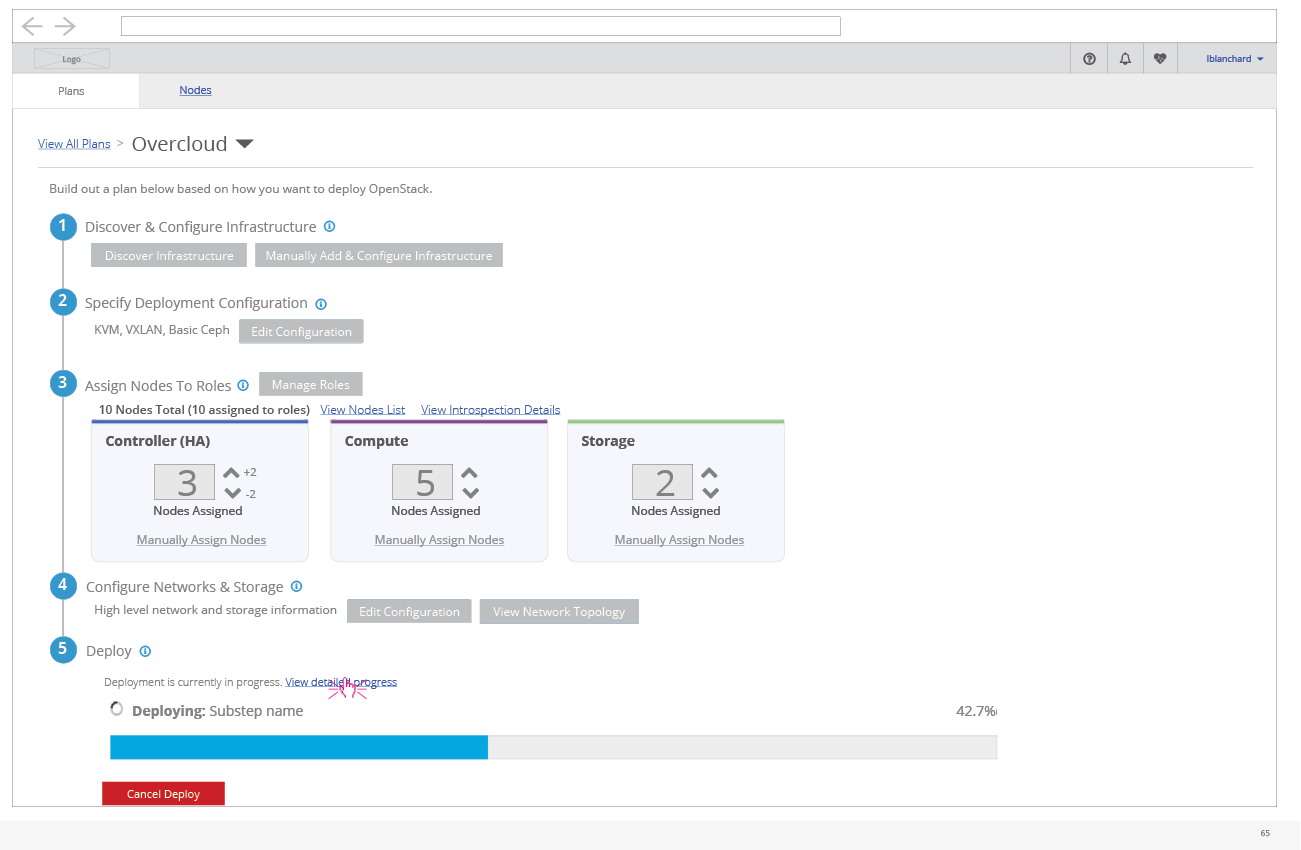 Logo
lblanchard
Plans
Nodes
View All Plans > Overcloud
Build out a plan below based on how you want to deploy OpenStack.
1 Discover & Configure Infrastructure
Discover Infrastructure Manually Add & Configure Infrastructure
2 Specify Deployment Configuration
KVM, VXLAN, Basic Ceph Edit Configuration
3 Assign Nodes To Roles Manage Roles
10 Nodes Total (10 assigned to roles) View Nodes List View Introspection Details
Controller (HA)
3 +2
-2
Nodes Assigned
Manually Assign Nodes
Compute
5
Nodes Assigned
Manually Assign Nodes
Storage
2
Nodes Assigned
Manually Assign Nodes
4 Configure Networks & Storage
High level network and storage information Edit Configuration View Network Topology
5 Deploy
Deployment is currently in progress. View detailed progress
Deploying: Substep name 42.7%
Cancel Deploy
65